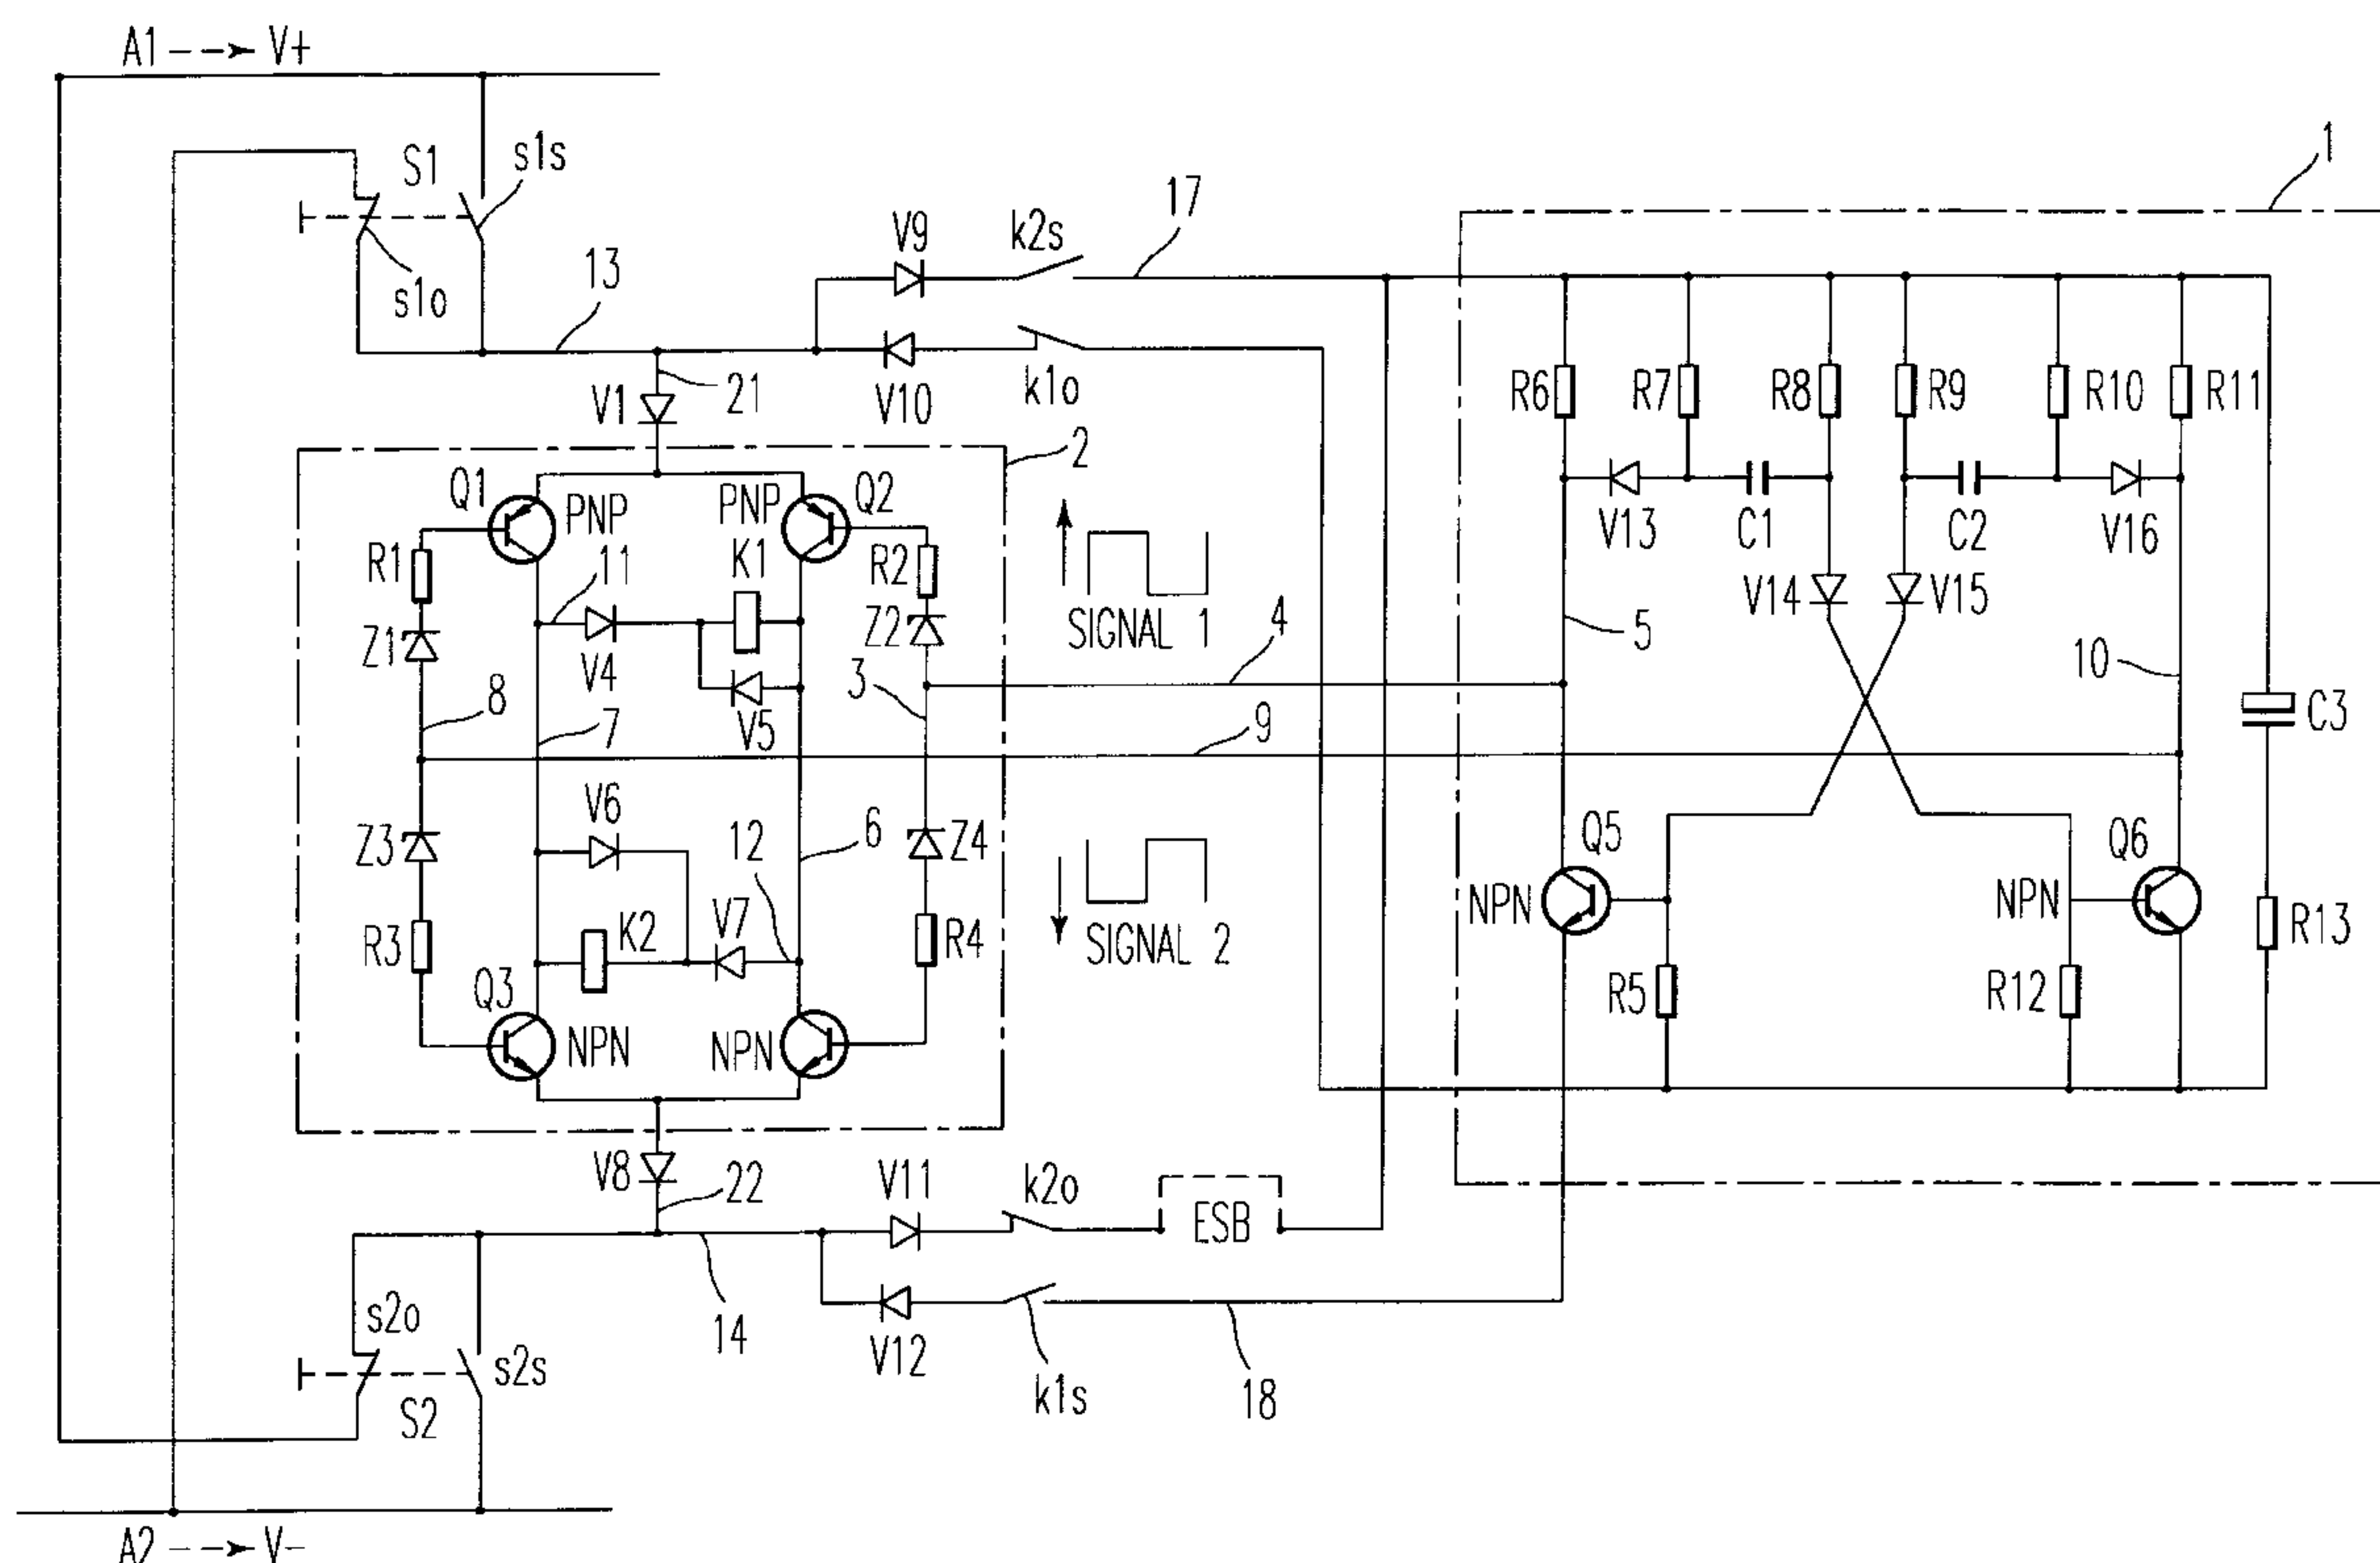 A1 V+
1
S1 s1s
17
V9 k2s
13
s1o
21
V1
V10 k1o
R6 R7 R8 R9 R10 R11
2
Q1 PNP PNP Q2
V13 C1 C2 V16
R1 11 K1 R2
V14 V15
Z1 V4 Z2 SIGNAL 1 4 5
8 7 V5 3 9 10 C3
V6
Z3 12 6 Z4 Q5 Q6
R3 K2 V7 R4 SIGNAL 2 NPN NPN R13
Q3 R5 R12
NPN NPN
V8 22 V11 k2o
ESB
s2o 14 V12
s2s k1s 18
S2
A2 V-